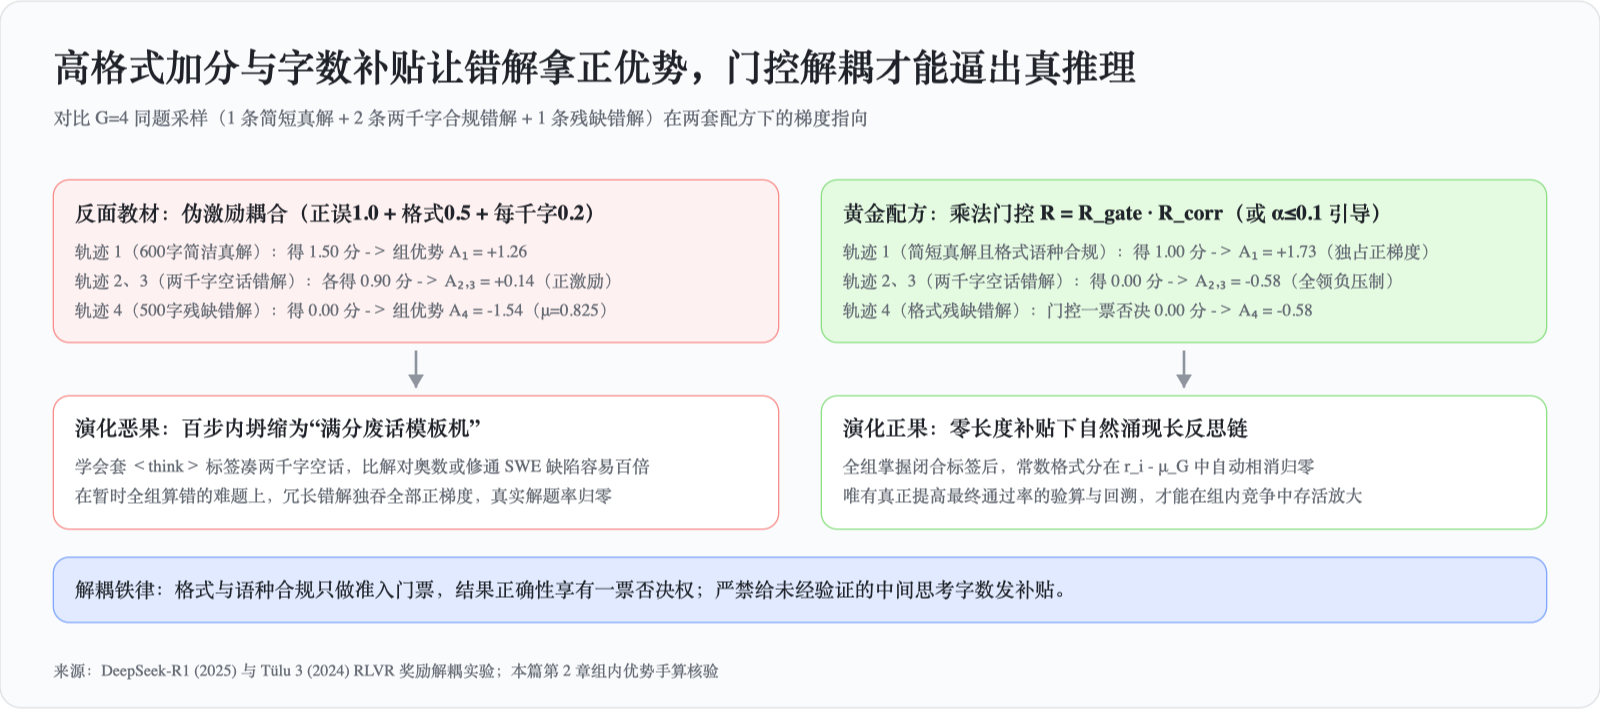 高格式加分与字数补贴让错解拿正优势，门控解耦才能逼出真推理
对比 G=4 同题采样（1 条简短真解 + 2 条两千字合规错解 + 1 条残缺错解）在两套配方下的梯度指向
反面教材：伪激励耦合（正误1.0 + 格式0.5 + 每千字0.2）
轨迹 1（600字简洁真解）：得 1.50 分 -> 组优势 A₁ = +1.26
轨迹 2、3（两千字空话错解）：各得 0.90 分 -> A₂,₃ = +0.14（正激励）
轨迹 4（500字残缺错解）：得 0.00 分 -> 组优势 A₄ = -1.54（μ=0.825）
黄金配方：乘法门控 R = R_gate · R_corr（或 α≤0.1 引导）
轨迹 1（简短真解且格式语种合规）：得 1.00 分 -> A₁ = +1.73（独占正梯度）
轨迹 2、3（两千字空话错解）：得 0.00 分 -> A₂,₃ = -0.58（全领负压制）
轨迹 4（格式残缺错解）：门控一票否决 0.00 分 -> A₄ = -0.58
演化恶果：百步内坍缩为“满分废话模板机”
学会套 <think> 标签凑两千字空话，比解对奥数或修通 SWE 缺陷容易百倍
在暂时全组算错的难题上，冗长错解独吞全部正梯度，真实解题率归零
演化正果：零长度补贴下自然涌现长反思链
全组掌握闭合标签后，常数格式分在 r_i - μ_G 中自动相消归零
唯有真正提高最终通过率的验算与回溯，才能在组内竞争中存活放大
解耦铁律：格式与语种合规只做准入门票，结果正确性享有一票否决权；严禁给未经验证的中间思考字数发补贴。
来源：DeepSeek-R1 (2025) 与 Tülu 3 (2024) RLVR 奖励解耦实验；本篇第 2 章组内优势手算核验